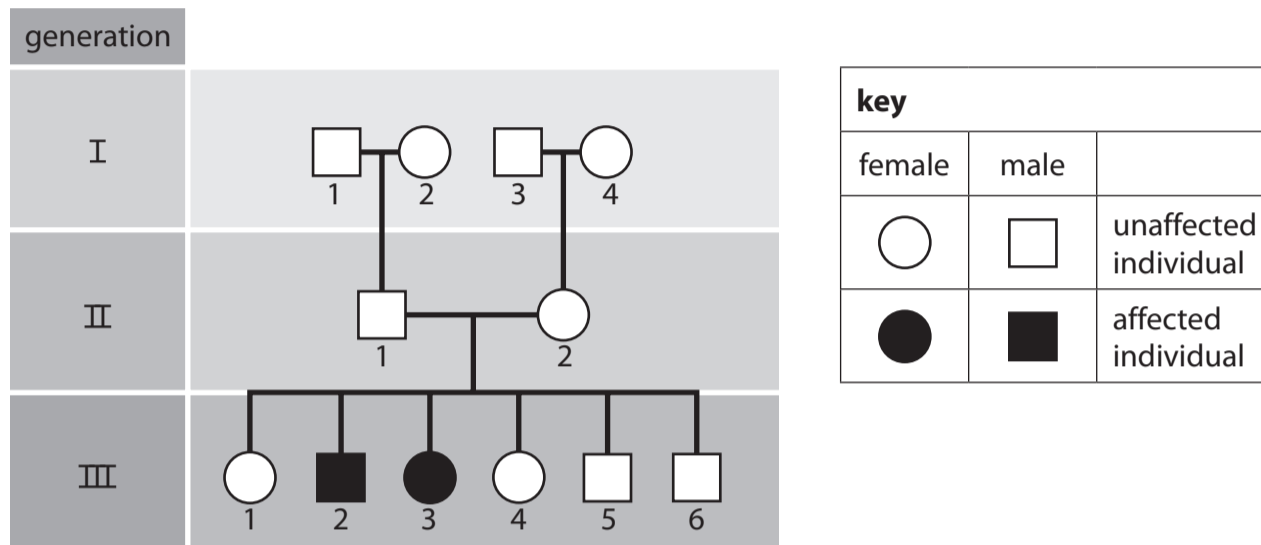 generation
I
1 2 3 4
II
1 2
III
1 2 3 4 5 6
key
female male
unaffected
individual
affected
individual